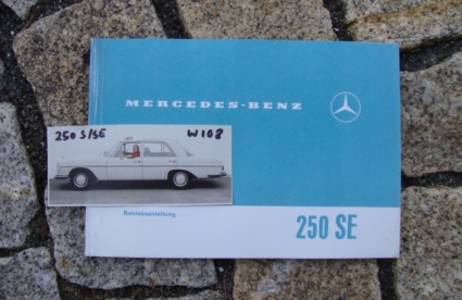 MERCEDES-BENZ
250 S/SE W108
Betriebsanleitung
250 SE